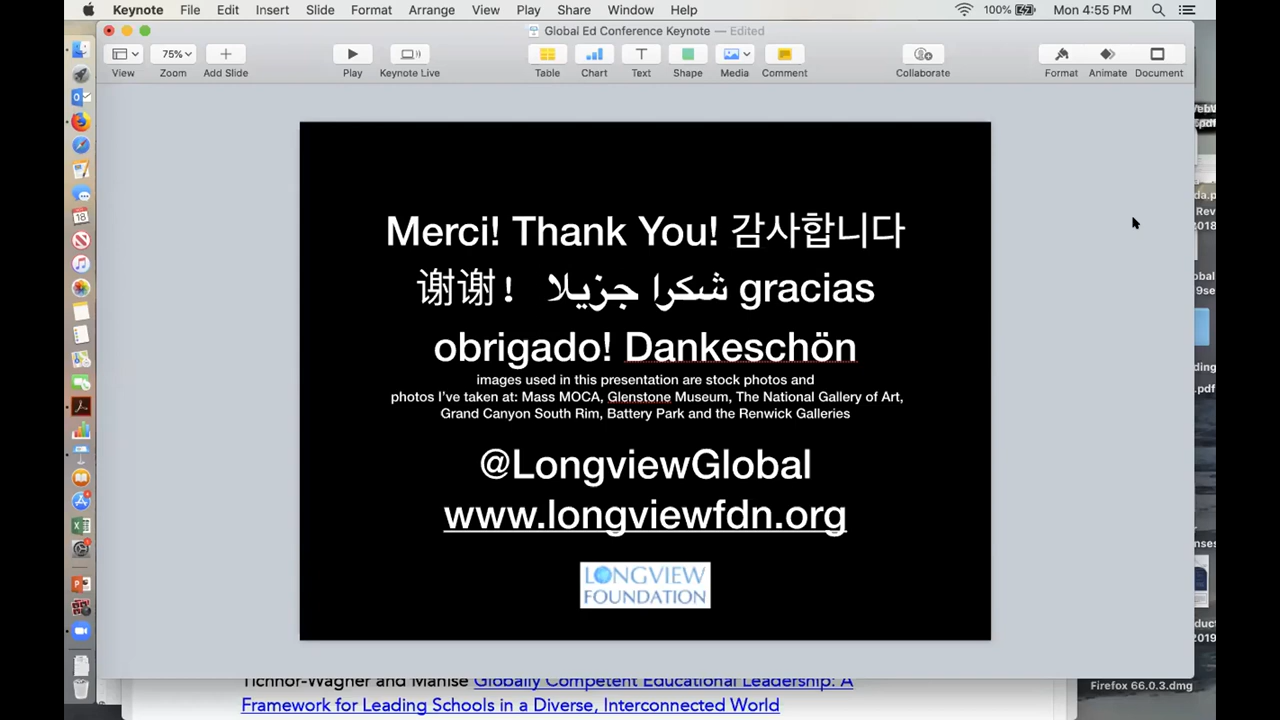 Keynote File Edit Insert Slide Format Arrange View Play Share Window Help 100% Mon 4:55 PM
Global Ed Conference Keynote — Edited
75%
View Zoom Add Slide Play Keynote Live Table Chart Text Shape Media Comment Collaborate Format Animate Document
Merci! Thank You! 감사합니다
谢谢! شكرا جزيلا gracias
obrigado! Dankeschön
images used in this presentation are stock photos and
photos I've taken at: Mass MOCA, Glenstone Museum, The National Gallery of Art,
Grand Canyon South Rim, Battery Park and the Renwick Galleries
@LongviewGlobal
www.longviewfdn.org
LONGVIEW
FOUNDATION
Tichnor-Wagner and Manise Globally Competent Educational Leadership: A
Framework for Leading Schools in a Diverse, Interconnected World
Firefox 66.0.3.dmg